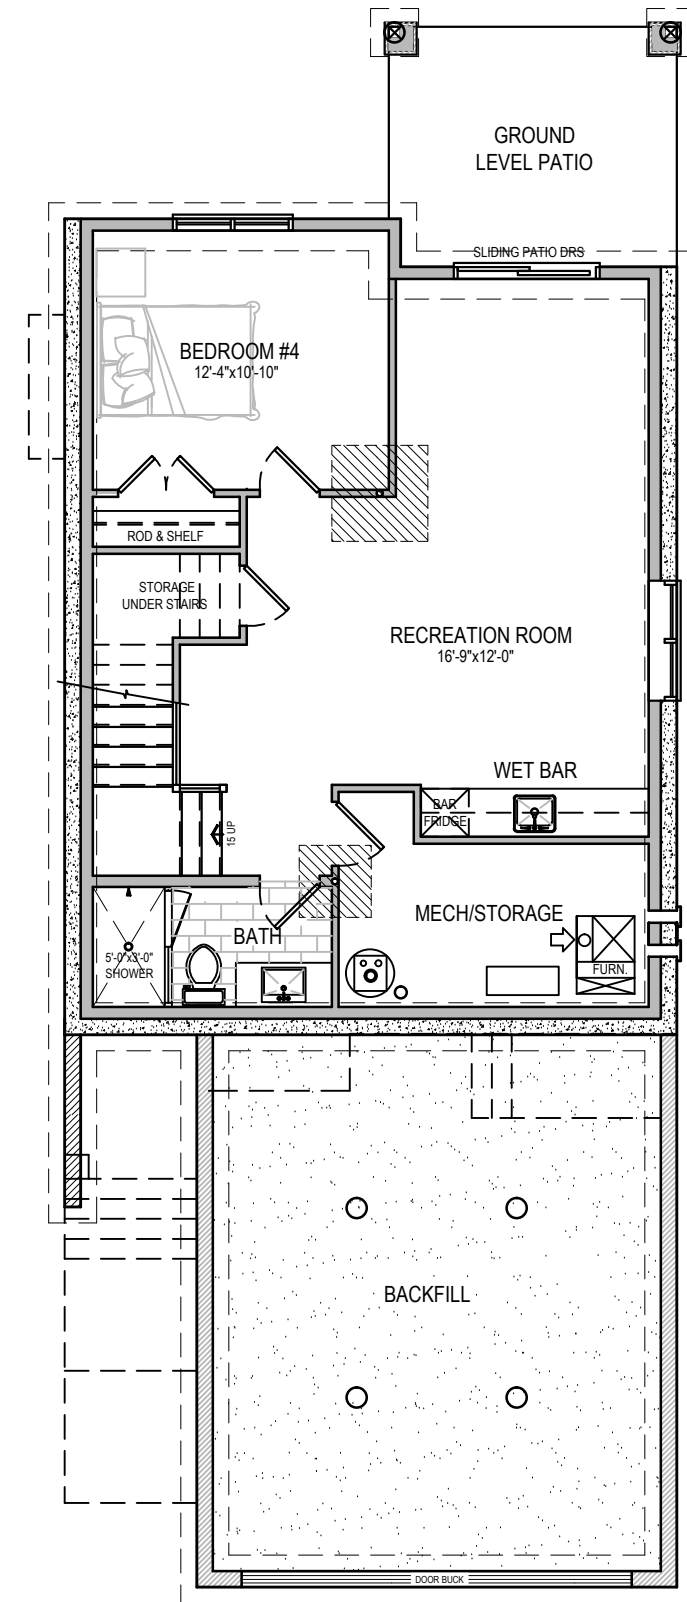 GROUND
LEVEL PATIO
SLIDING PATIO DRS
BEDROOM #4
12'-4"x10'-10"
ROD & SHELF
STORAGE
UNDER STAIRS
RECREATION ROOM
16'-9"x12'-0"
WET BAR
BAR
FRIDGE
15 UP
MECH/STORAGE
BATH
5'-0"x3'-0"
SHOWER
FURN.
BACKFILL
DOOR BUCK